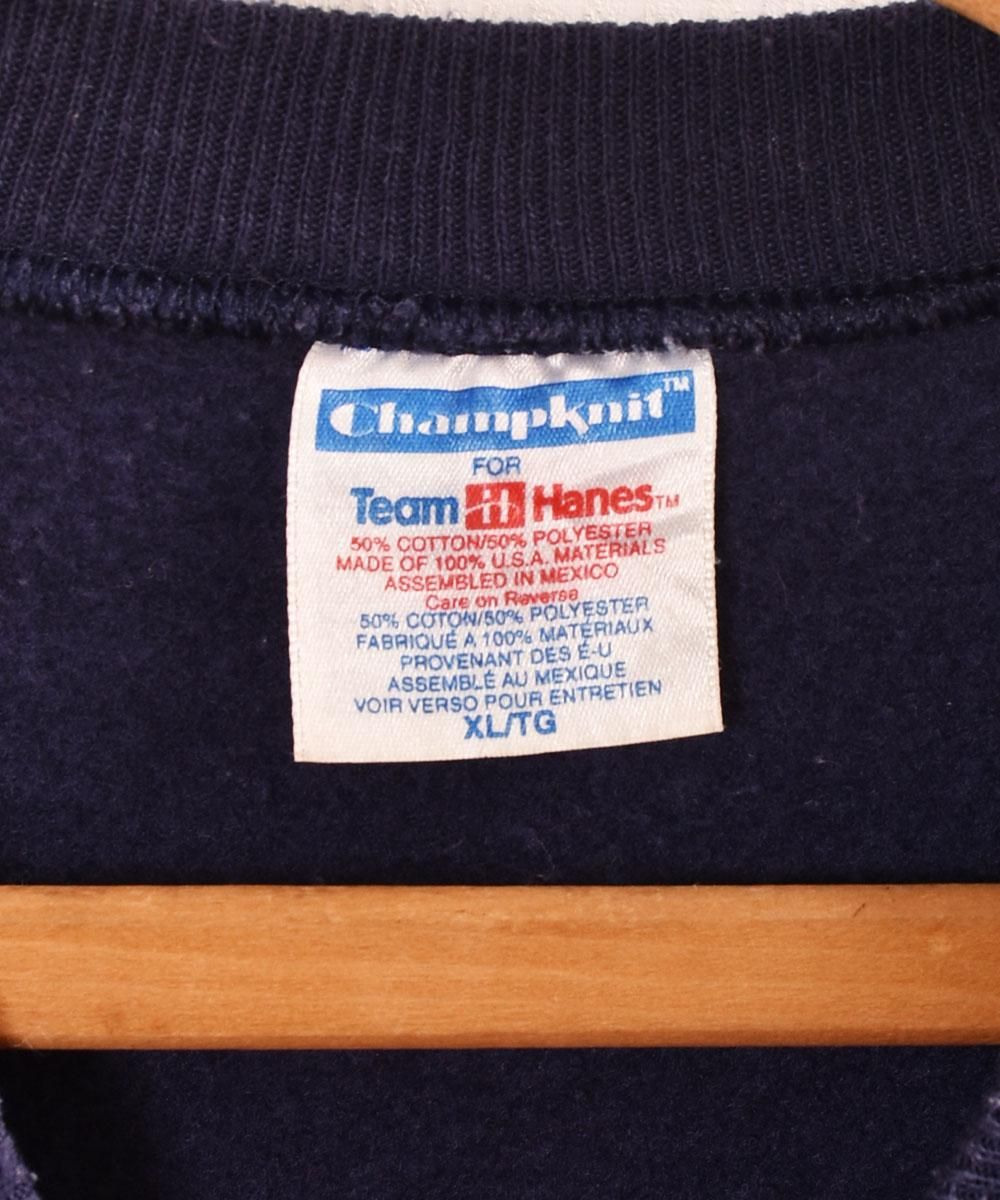 Champknit™
FOR
Team H Hanes™
50% COTTON/50% POLYESTER
MADE OF 100% U.S.A. MATERIALS
ASSEMBLED IN MEXICO
Care on Reverse
50% COTON/50% POLYESTER
FABRIQUÉ A 100% MATÉRIAUX
PROVENANT DES É-U
ASSEMBLÉ AU MEXIQUE
VOIR VERSO POUR ENTRETIEN
XL/TG